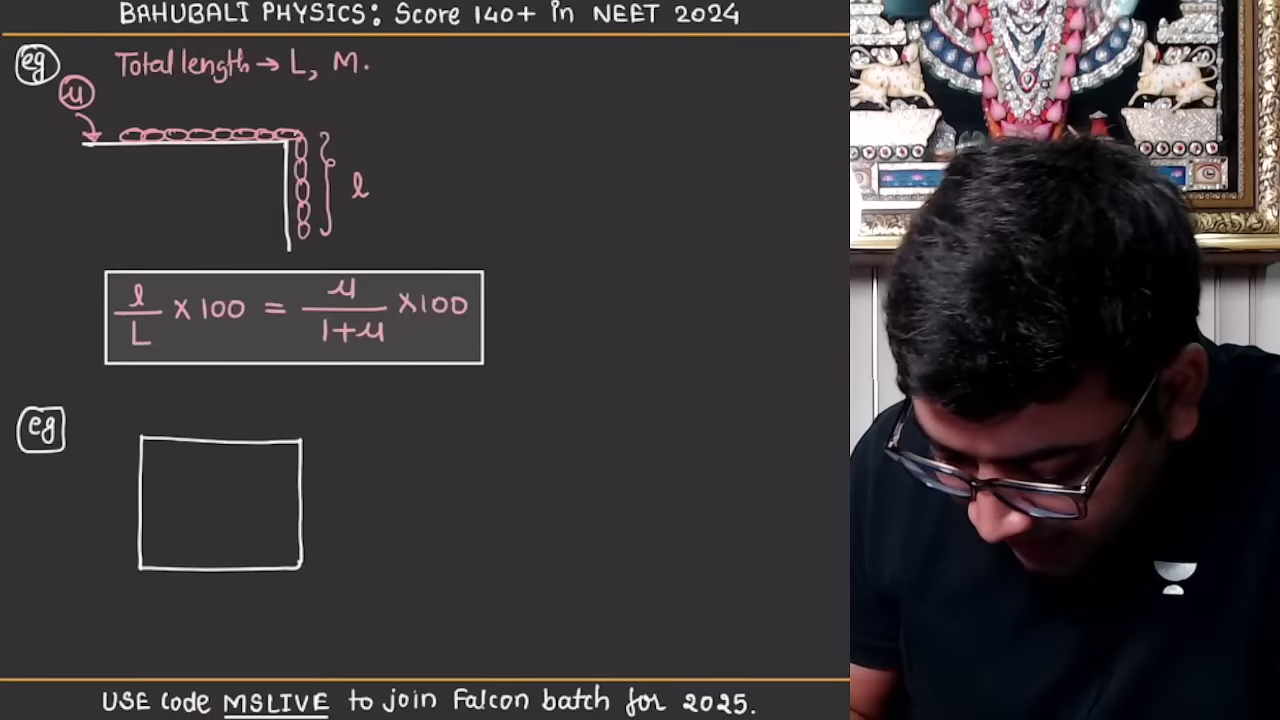 BAHUBALI PHYSICS: Score 140+ in NEET 2024
eg Total length → L, M.
μ
l
l/L × 100 = μ/1+μ × 100
eg
USE Code MSLIVE to join Falcon batch for 2025.